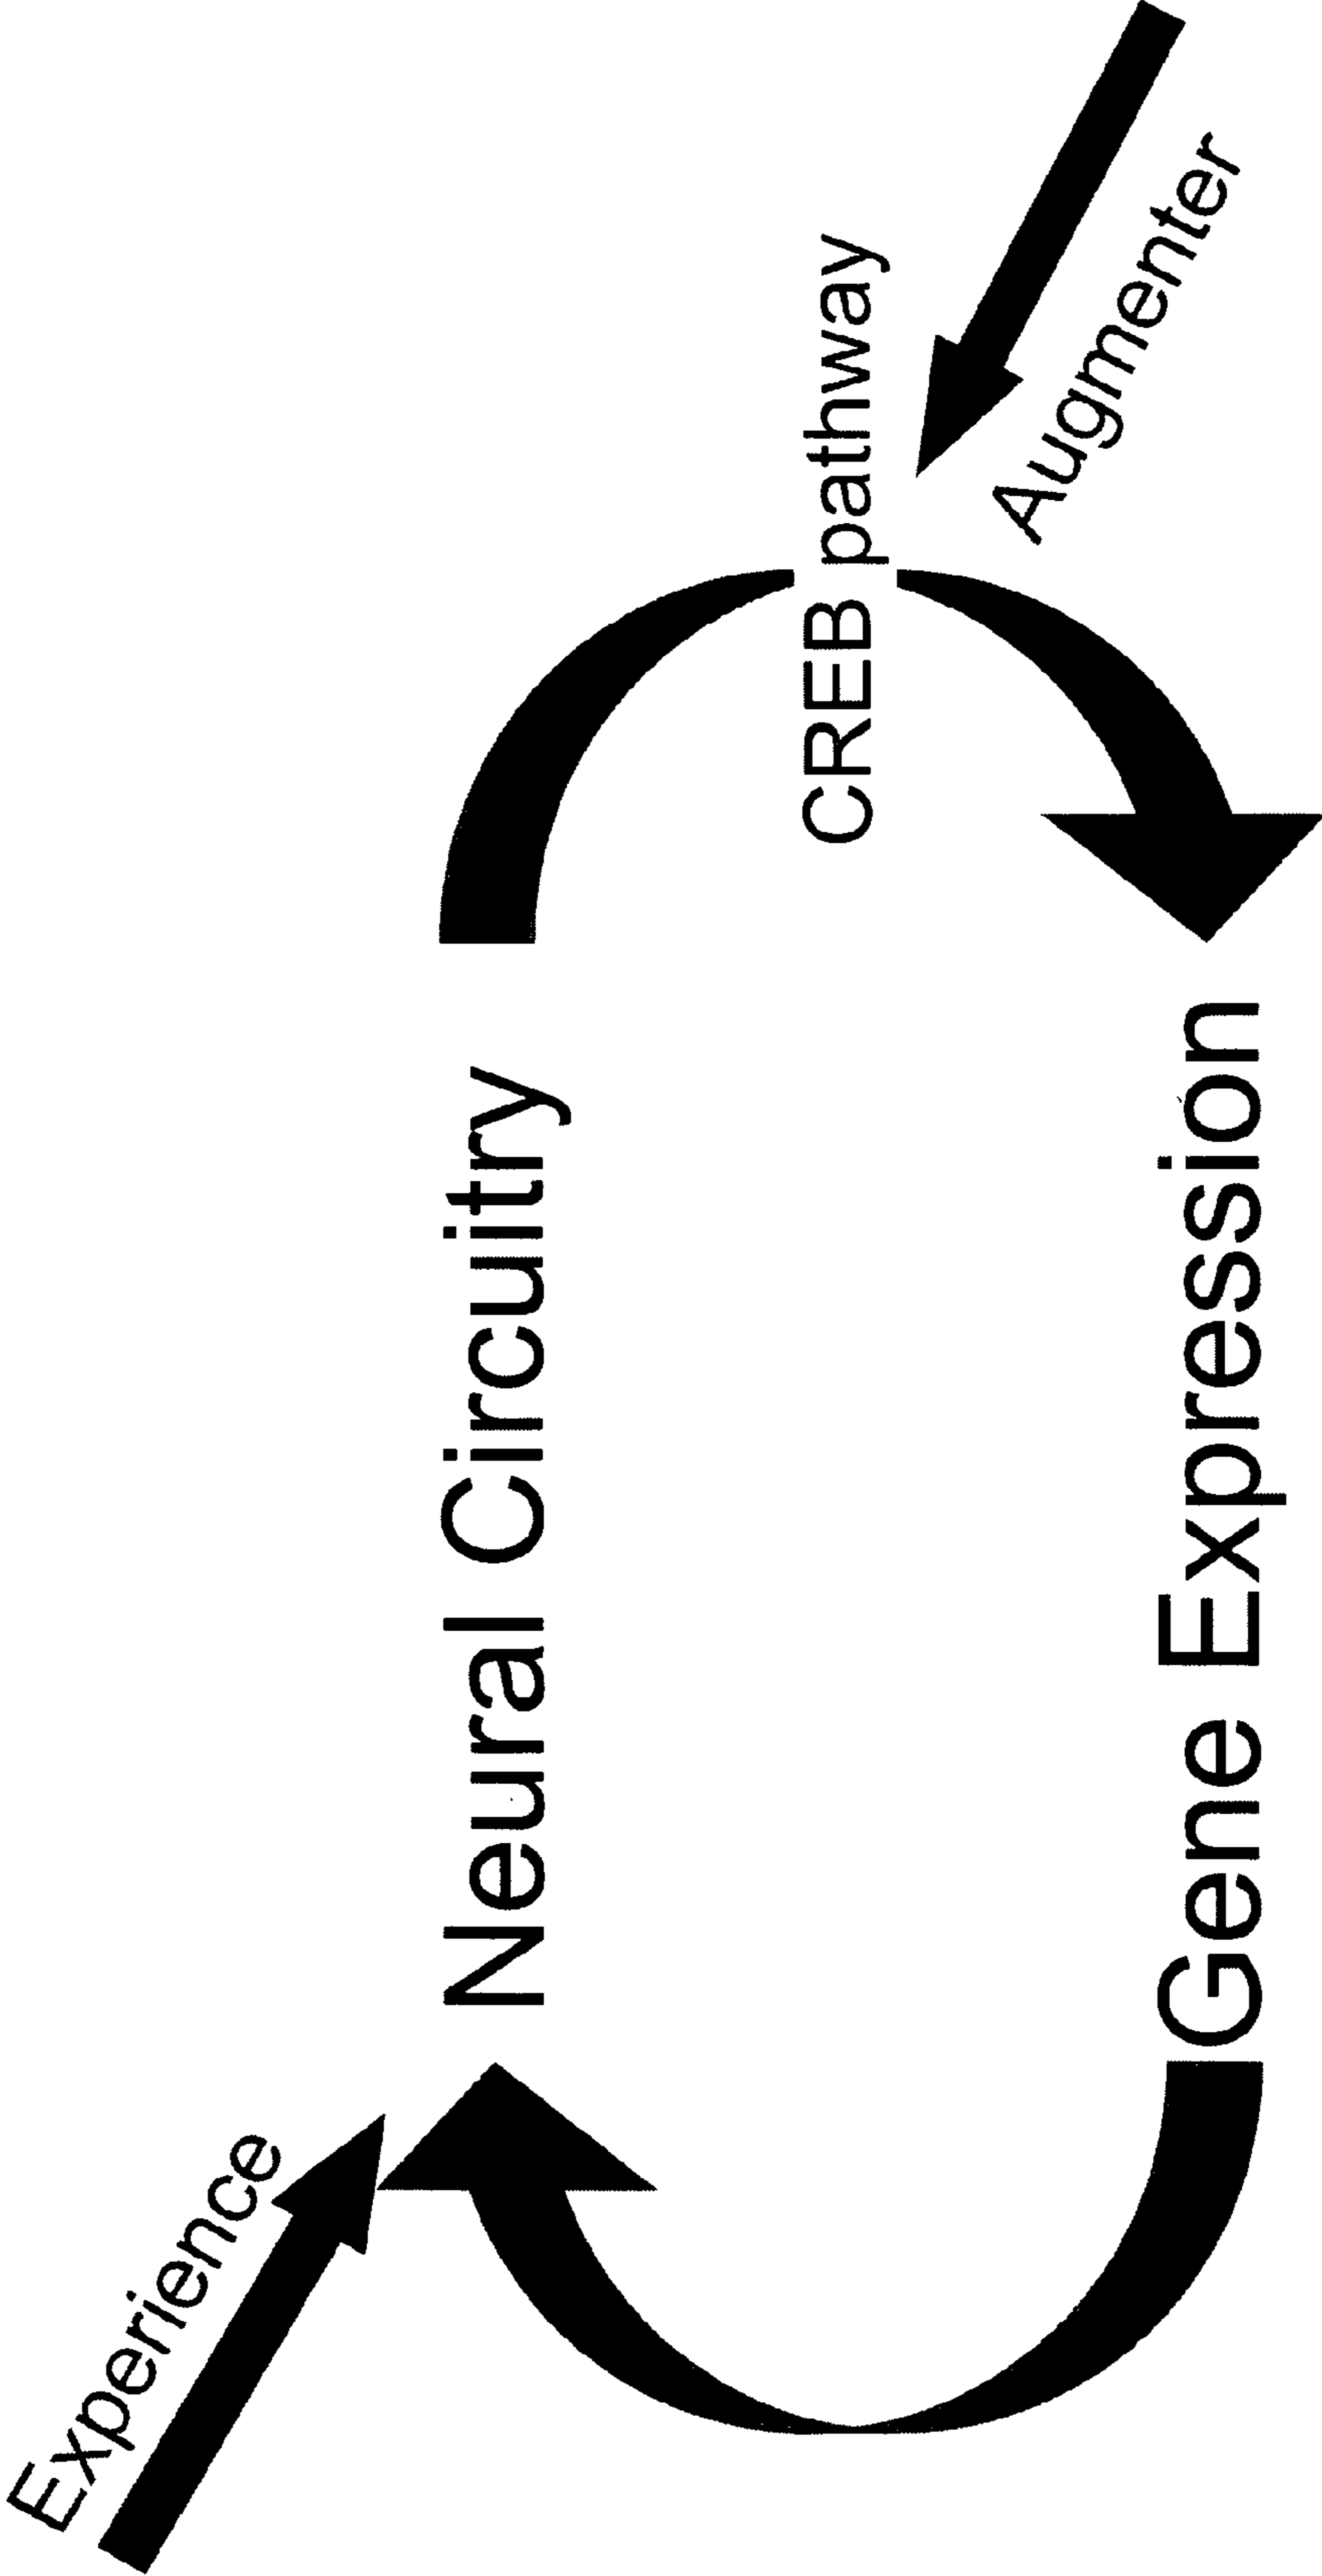 Experience
Neural Circuitry
CREB pathway
Augmenter
Gene Expression